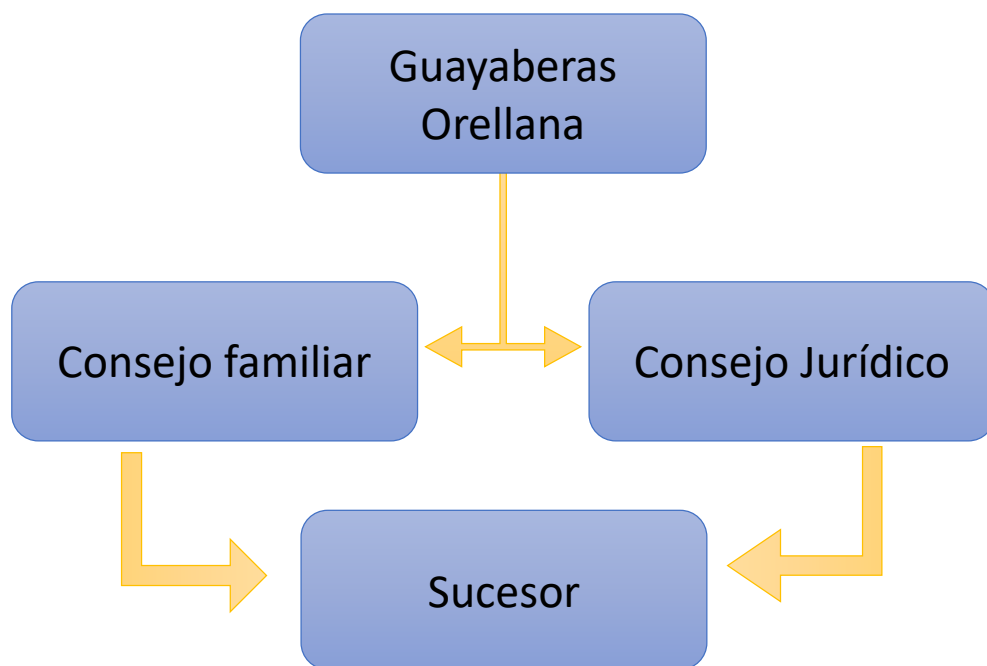 Guayaberas
Orellana
Consejo familiar
Consejo Jurídico
Sucesor